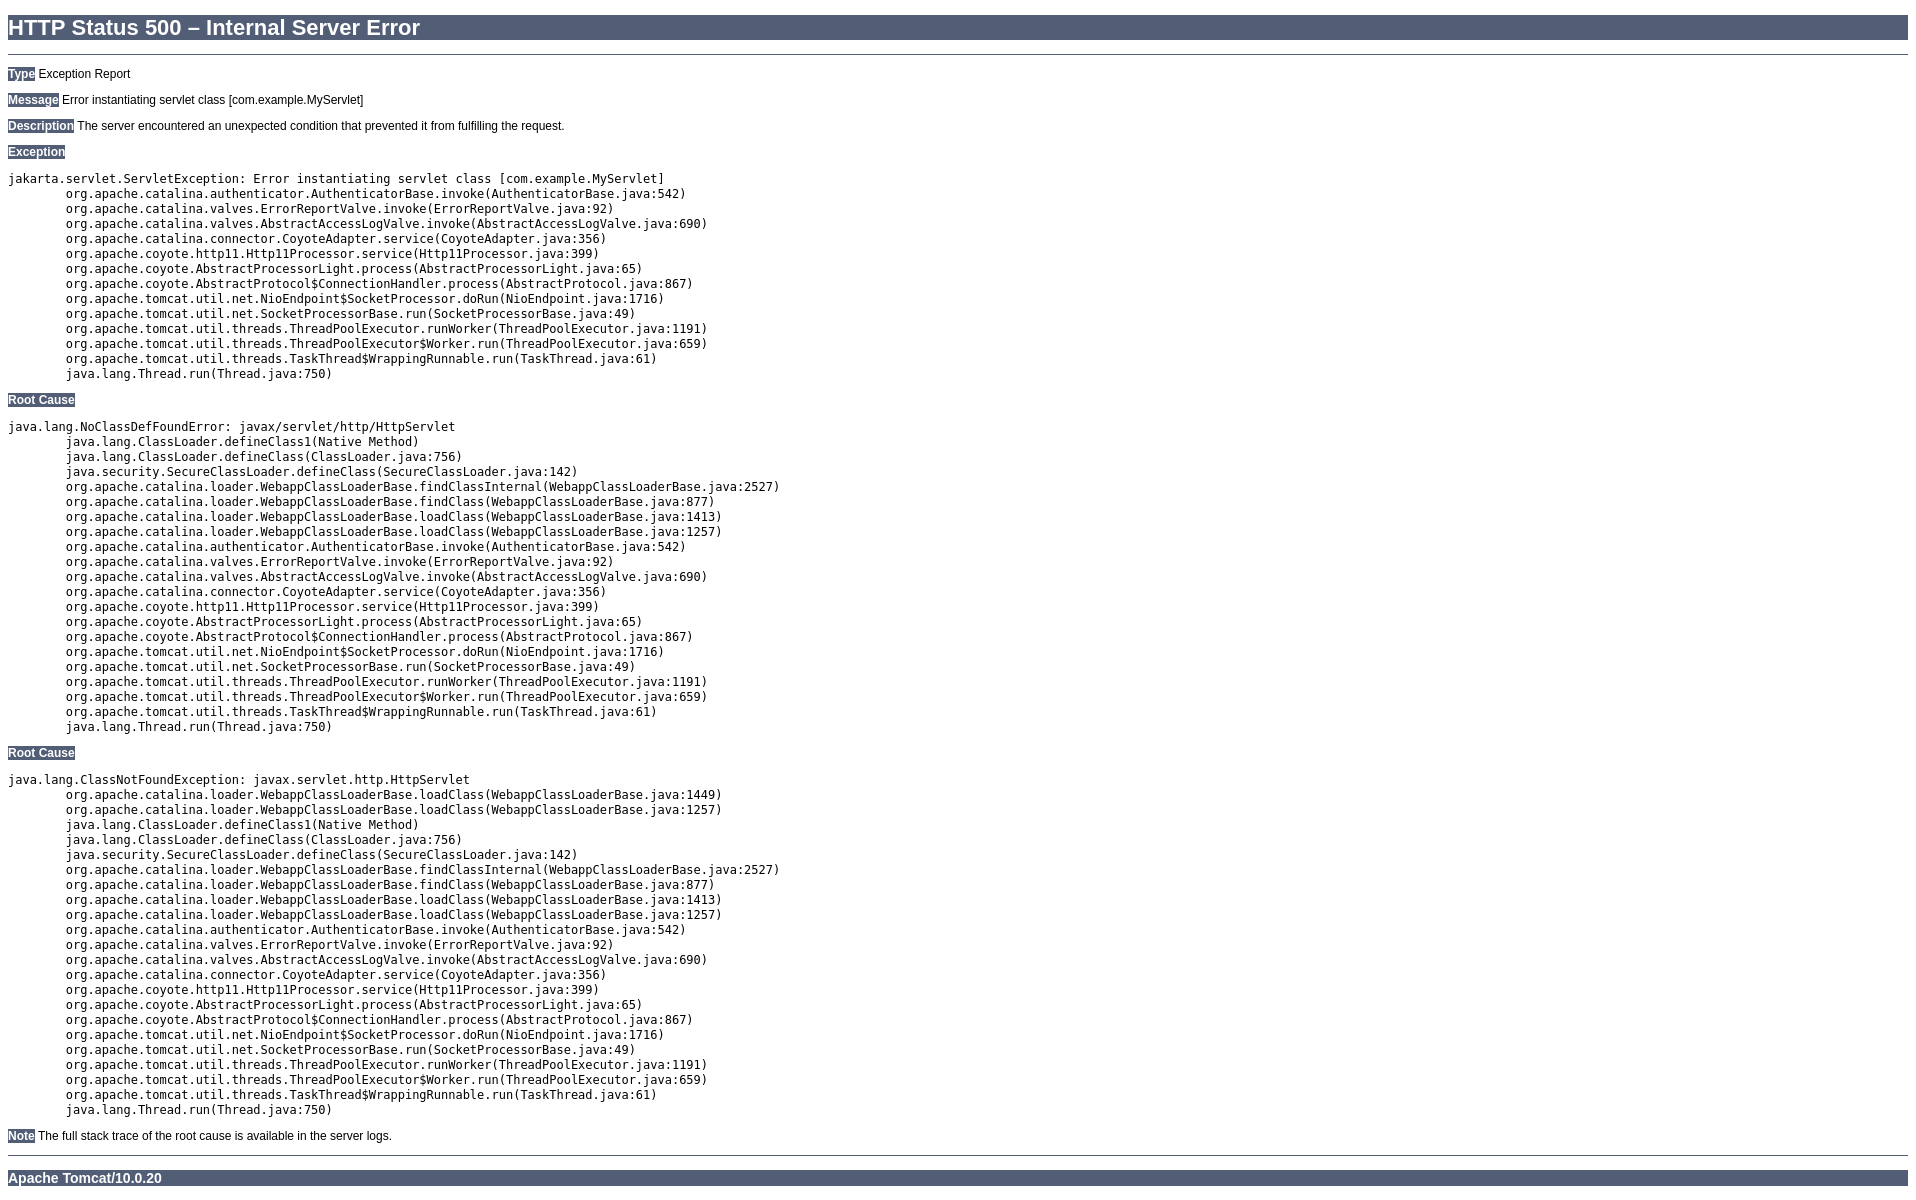 HTTP Status 500 – Internal Server Error
Type Exception Report
Message Error instantiating servlet class [com.example.MyServlet]
Description The server encountered an unexpected condition that prevented it from fulfilling the request.
Exception
jakarta.servlet.ServletException: Error instantiating servlet class [com.example.MyServlet]
	org.apache.catalina.authenticator.AuthenticatorBase.invoke(AuthenticatorBase.java:542)
	org.apache.catalina.valves.ErrorReportValve.invoke(ErrorReportValve.java:92)
	org.apache.catalina.valves.AbstractAccessLogValve.invoke(AbstractAccessLogValve.java:690)
	org.apache.catalina.connector.CoyoteAdapter.service(CoyoteAdapter.java:356)
	org.apache.coyote.http11.Http11Processor.service(Http11Processor.java:399)
	org.apache.coyote.AbstractProcessorLight.process(AbstractProcessorLight.java:65)
	org.apache.coyote.AbstractProtocol$ConnectionHandler.process(AbstractProtocol.java:867)
	org.apache.tomcat.util.net.NioEndpoint$SocketProcessor.doRun(NioEndpoint.java:1716)
	org.apache.tomcat.util.net.SocketProcessorBase.run(SocketProcessorBase.java:49)
	org.apache.tomcat.util.threads.ThreadPoolExecutor.runWorker(ThreadPoolExecutor.java:1191)
	org.apache.tomcat.util.threads.ThreadPoolExecutor$Worker.run(ThreadPoolExecutor.java:659)
	org.apache.tomcat.util.threads.TaskThread$WrappingRunnable.run(TaskThread.java:61)
	java.lang.Thread.run(Thread.java:750)
Root Cause
java.lang.NoClassDefFoundError: javax/servlet/http/HttpServlet
	java.lang.ClassLoader.defineClass1(Native Method)
	java.lang.ClassLoader.defineClass(ClassLoader.java:756)
	java.security.SecureClassLoader.defineClass(SecureClassLoader.java:142)
	org.apache.catalina.loader.WebappClassLoaderBase.findClassInternal(WebappClassLoaderBase.java:2527)
	org.apache.catalina.loader.WebappClassLoaderBase.findClass(WebappClassLoaderBase.java:877)
	org.apache.catalina.loader.WebappClassLoaderBase.loadClass(WebappClassLoaderBase.java:1413)
	org.apache.catalina.loader.WebappClassLoaderBase.loadClass(WebappClassLoaderBase.java:1257)
	org.apache.catalina.authenticator.AuthenticatorBase.invoke(AuthenticatorBase.java:542)
	org.apache.catalina.valves.ErrorReportValve.invoke(ErrorReportValve.java:92)
	org.apache.catalina.valves.AbstractAccessLogValve.invoke(AbstractAccessLogValve.java:690)
	org.apache.catalina.connector.CoyoteAdapter.service(CoyoteAdapter.java:356)
	org.apache.coyote.http11.Http11Processor.service(Http11Processor.java:399)
	org.apache.coyote.AbstractProcessorLight.process(AbstractProcessorLight.java:65)
	org.apache.coyote.AbstractProtocol$ConnectionHandler.process(AbstractProtocol.java:867)
	org.apache.tomcat.util.net.NioEndpoint$SocketProcessor.doRun(NioEndpoint.java:1716)
	org.apache.tomcat.util.net.SocketProcessorBase.run(SocketProcessorBase.java:49)
	org.apache.tomcat.util.threads.ThreadPoolExecutor.runWorker(ThreadPoolExecutor.java:1191)
	org.apache.tomcat.util.threads.ThreadPoolExecutor$Worker.run(ThreadPoolExecutor.java:659)
	org.apache.tomcat.util.threads.TaskThread$WrappingRunnable.run(TaskThread.java:61)
	java.lang.Thread.run(Thread.java:750)
Root Cause
java.lang.ClassNotFoundException: javax.servlet.http.HttpServlet
	org.apache.catalina.loader.WebappClassLoaderBase.loadClass(WebappClassLoaderBase.java:1449)
	org.apache.catalina.loader.WebappClassLoaderBase.loadClass(WebappClassLoaderBase.java:1257)
	java.lang.ClassLoader.defineClass1(Native Method)
	java.lang.ClassLoader.defineClass(ClassLoader.java:756)
	java.security.SecureClassLoader.defineClass(SecureClassLoader.java:142)
	org.apache.catalina.loader.WebappClassLoaderBase.findClassInternal(WebappClassLoaderBase.java:2527)
	org.apache.catalina.loader.WebappClassLoaderBase.findClass(WebappClassLoaderBase.java:877)
	org.apache.catalina.loader.WebappClassLoaderBase.loadClass(WebappClassLoaderBase.java:1413)
	org.apache.catalina.loader.WebappClassLoaderBase.loadClass(WebappClassLoaderBase.java:1257)
	org.apache.catalina.authenticator.AuthenticatorBase.invoke(AuthenticatorBase.java:542)
	org.apache.catalina.valves.ErrorReportValve.invoke(ErrorReportValve.java:92)
	org.apache.catalina.valves.AbstractAccessLogValve.invoke(AbstractAccessLogValve.java:690)
	org.apache.catalina.connector.CoyoteAdapter.service(CoyoteAdapter.java:356)
	org.apache.coyote.http11.Http11Processor.service(Http11Processor.java:399)
	org.apache.coyote.AbstractProcessorLight.process(AbstractProcessorLight.java:65)
	org.apache.coyote.AbstractProtocol$ConnectionHandler.process(AbstractProtocol.java:867)
	org.apache.tomcat.util.net.NioEndpoint$SocketProcessor.doRun(NioEndpoint.java:1716)
	org.apache.tomcat.util.net.SocketProcessorBase.run(SocketProcessorBase.java:49)
	org.apache.tomcat.util.threads.ThreadPoolExecutor.runWorker(ThreadPoolExecutor.java:1191)
	org.apache.tomcat.util.threads.ThreadPoolExecutor$Worker.run(ThreadPoolExecutor.java:659)
	org.apache.tomcat.util.threads.TaskThread$WrappingRunnable.run(TaskThread.java:61)
	java.lang.Thread.run(Thread.java:750)
Note The full stack trace of the root cause is available in the server logs.
Apache Tomcat/10.0.20